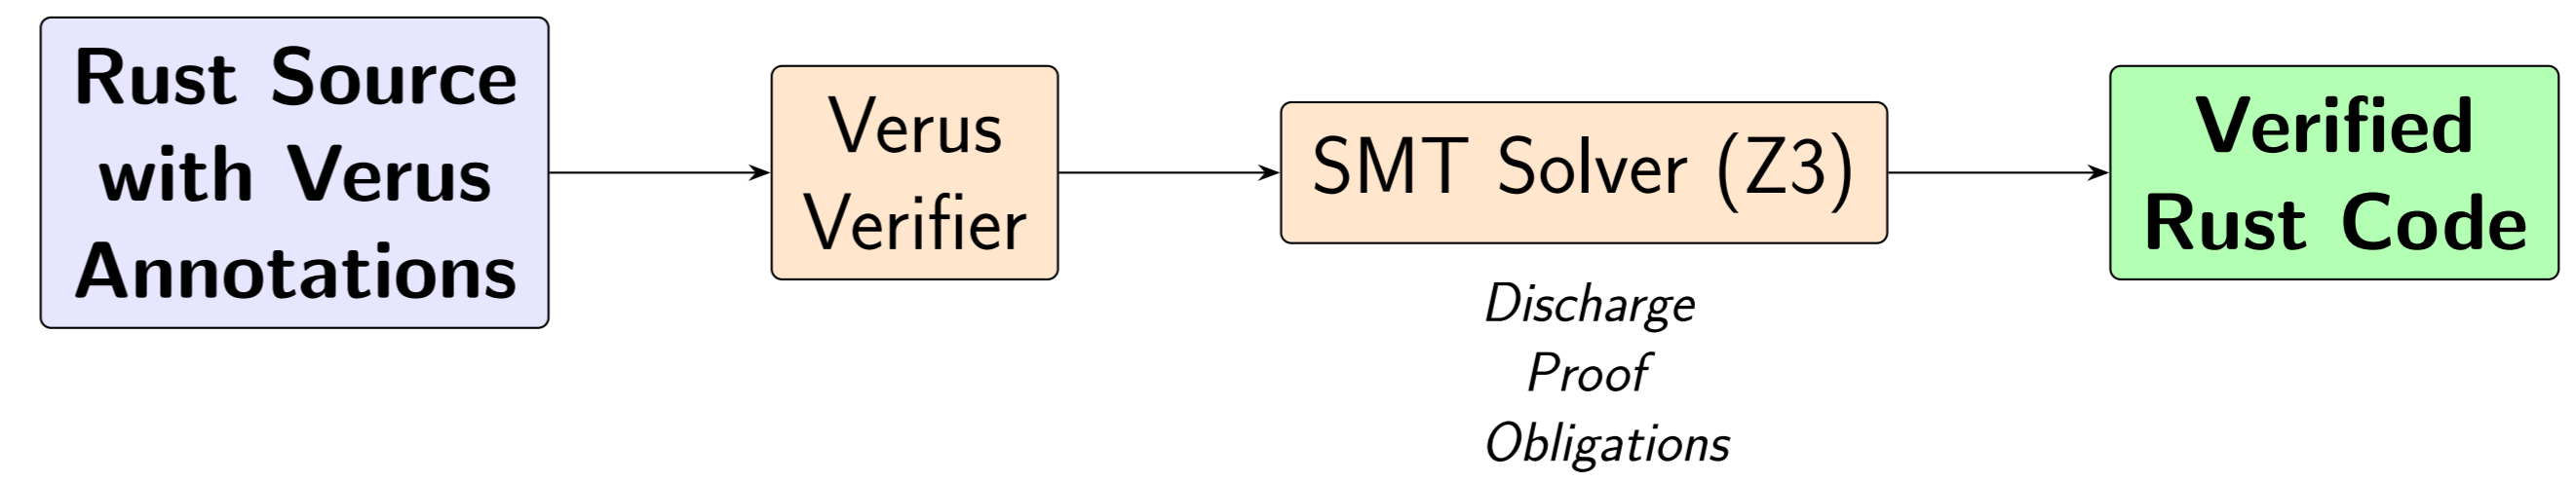 Rust Source
with Verus
Annotations
Verus
Verifier
SMT Solver (Z3)
Discharge
Proof
Obligations
Verified
Rust Code